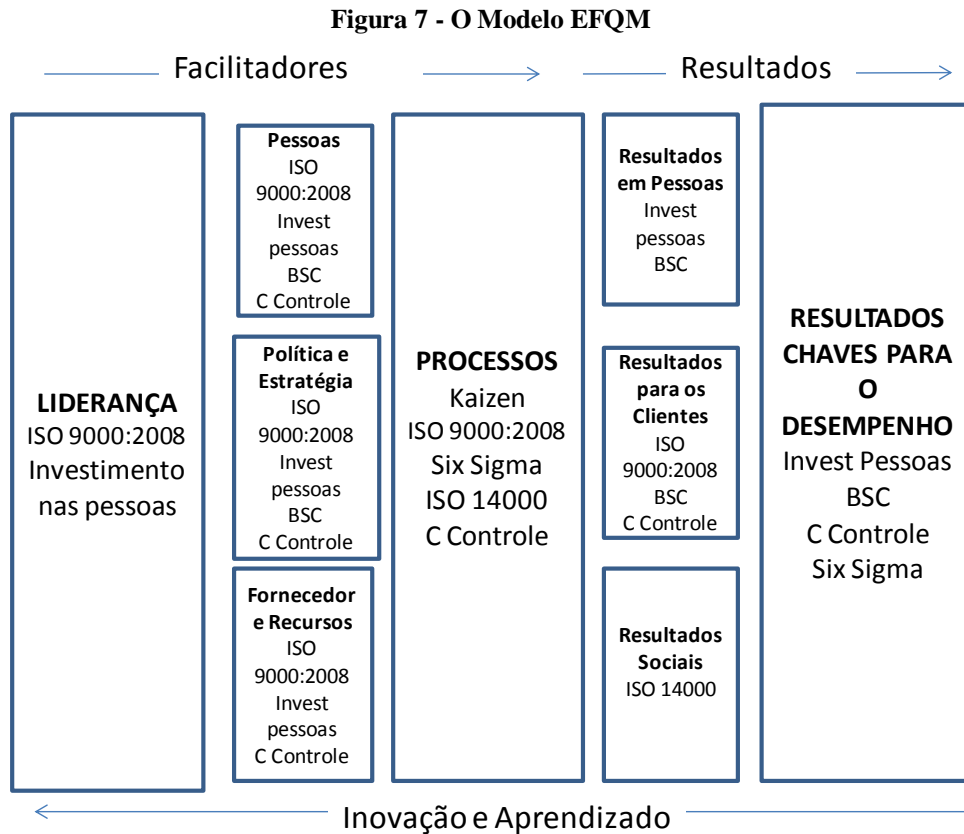 Figura 7 - O Modelo EFQM
Facilitadores
Resultados
LIDERANÇA
ISO 9000:2008
Investimento
nas pessoas
Pessoas
ISO
9000:2008
Invest
pessoas
BSC
C Controle
Política e
Estratégia
ISO
9000:2008
Invest
pessoas
BSC
C Controle
Fornecedor
e Recursos
ISO
9000:2008
Invest
pessoas
C Controle
PROCESSOS
Kaizen
ISO 9000:2008
Six Sigma
ISO 14000
C Controle
Resultados
em Pessoas
Invest
pessoas
BSC
Resultados
para os
Clientes
ISO
9000:2008
BSC
C Controle
Resultados
Sociais
ISO 14000
RESULTADOS
CHAVES PARA
O
DESEMPENHO
Invest Pessoas
BSC
C Controle
Six Sigma
Inovação e Aprendizado